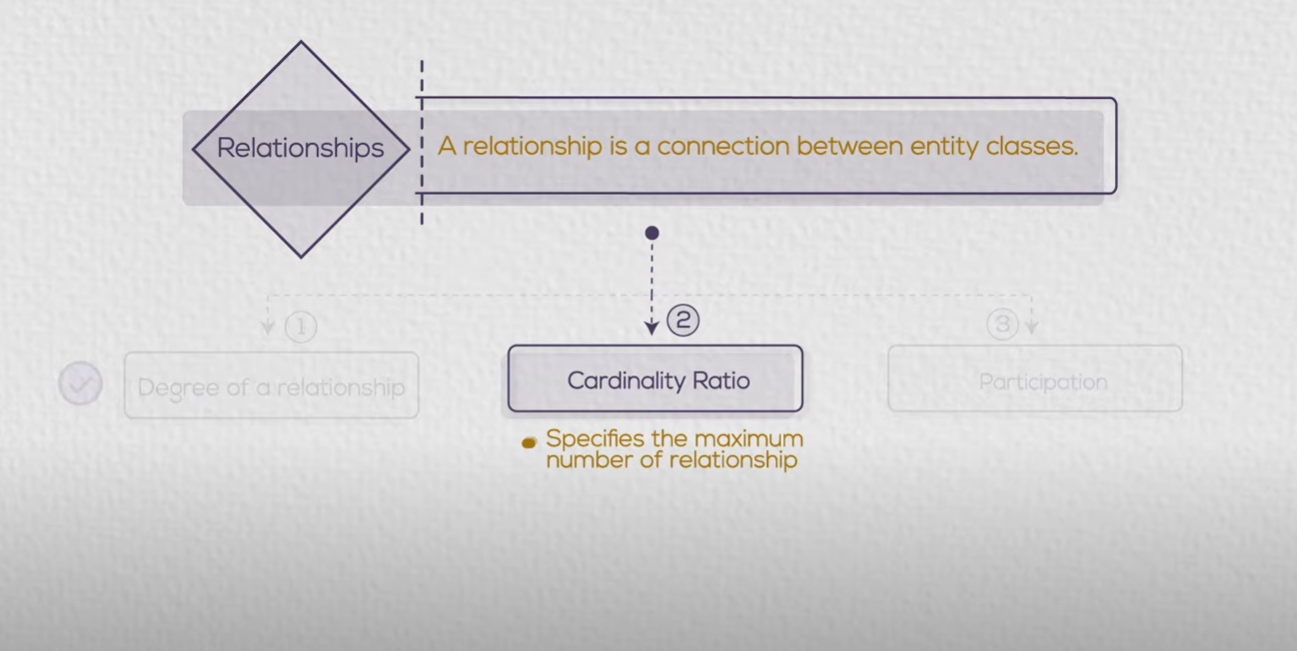 Relationships
A relationship is a connection between entity classes.
1
2
3
Degree of a relationship
Cardinality Ratio
Participation
Specifies the maximum
number of relationship